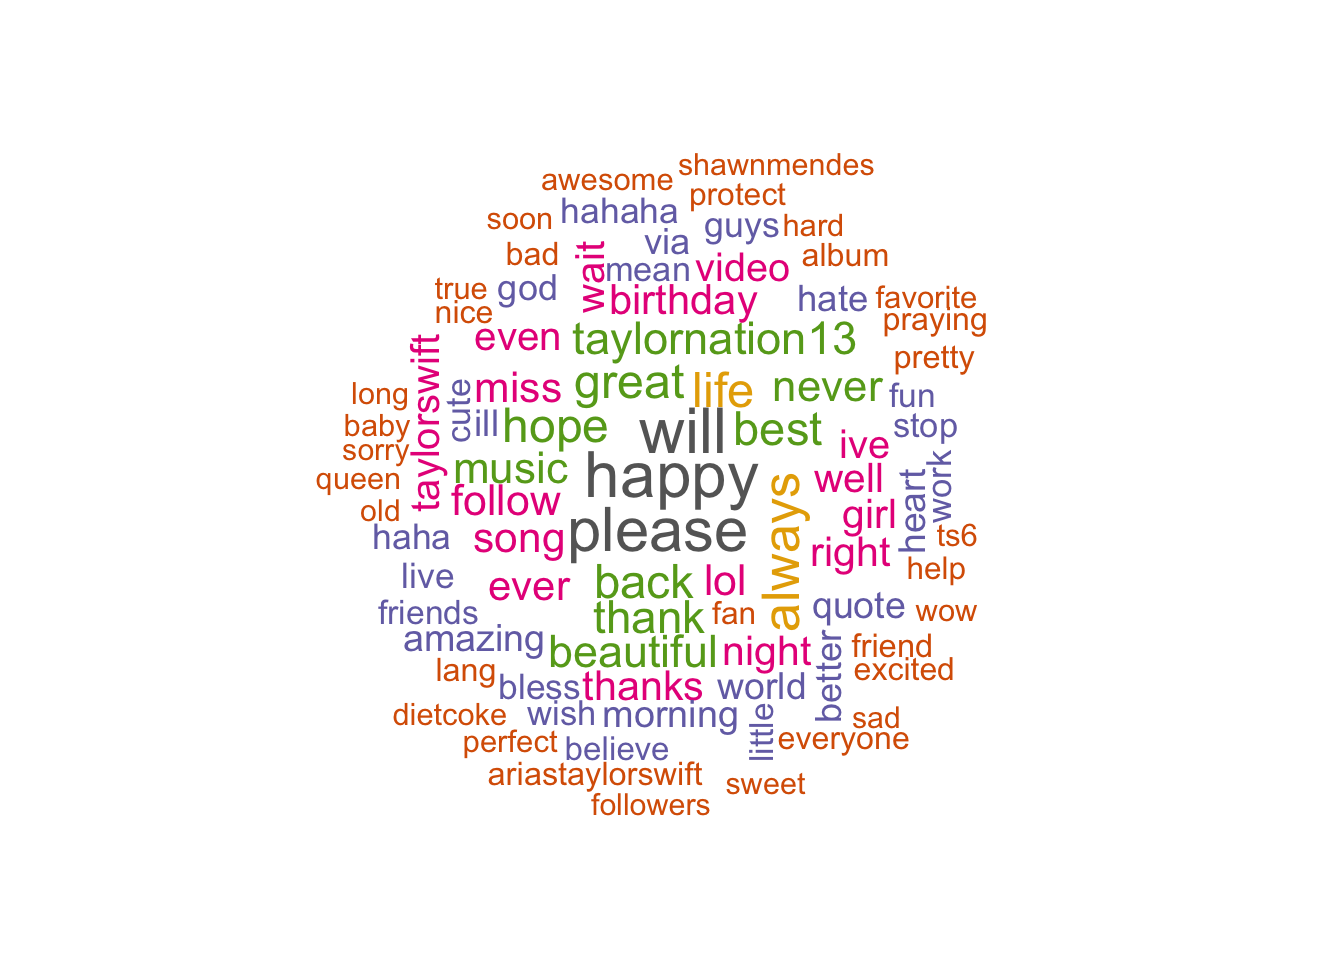 shawnmendes
awesome
protect
hahaha
soon
guys
hard
via
wait
bad
mean
video
album
true
god
birthday
hate
favorite
nice
praying
even
taylornation13
taylorswift
pretty
long
cute
miss
great
life
never
fun
baby
ill
hope
will
best
stop
sorry
music
ive
queen
happy
well
work
old
follow
always
girl
heart
haha
song
please
right
ts6
live
ever
back
lol
help
friends
thank
fan
quote
wow
amazing
beautiful
night
better
friend
lang
bless
thanks
world
excited
dietcoke
wish
morning
little
sad
perfect
believe
everyone
ariastaylorswift
sweet
followers